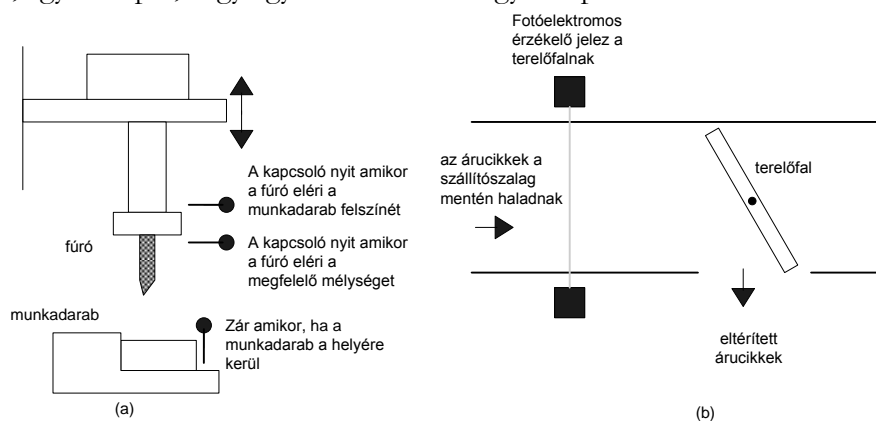 A kapcsoló nyit amikor
a fúró eléri a
munkadarab felszínét
fúró
A kapcsoló nyit amikor
a fúró eléri a
megfelelő mélységet
munkadarab
Zár amikor, ha a
munkadarab a helyére
kerül
(a)
Fotóelektromos
érzékelő jelez a
terelőfalnak
az árucikkek a
szállítószalag
mentén haladnak
terelőfal
eltérített
árucikkek
(b)